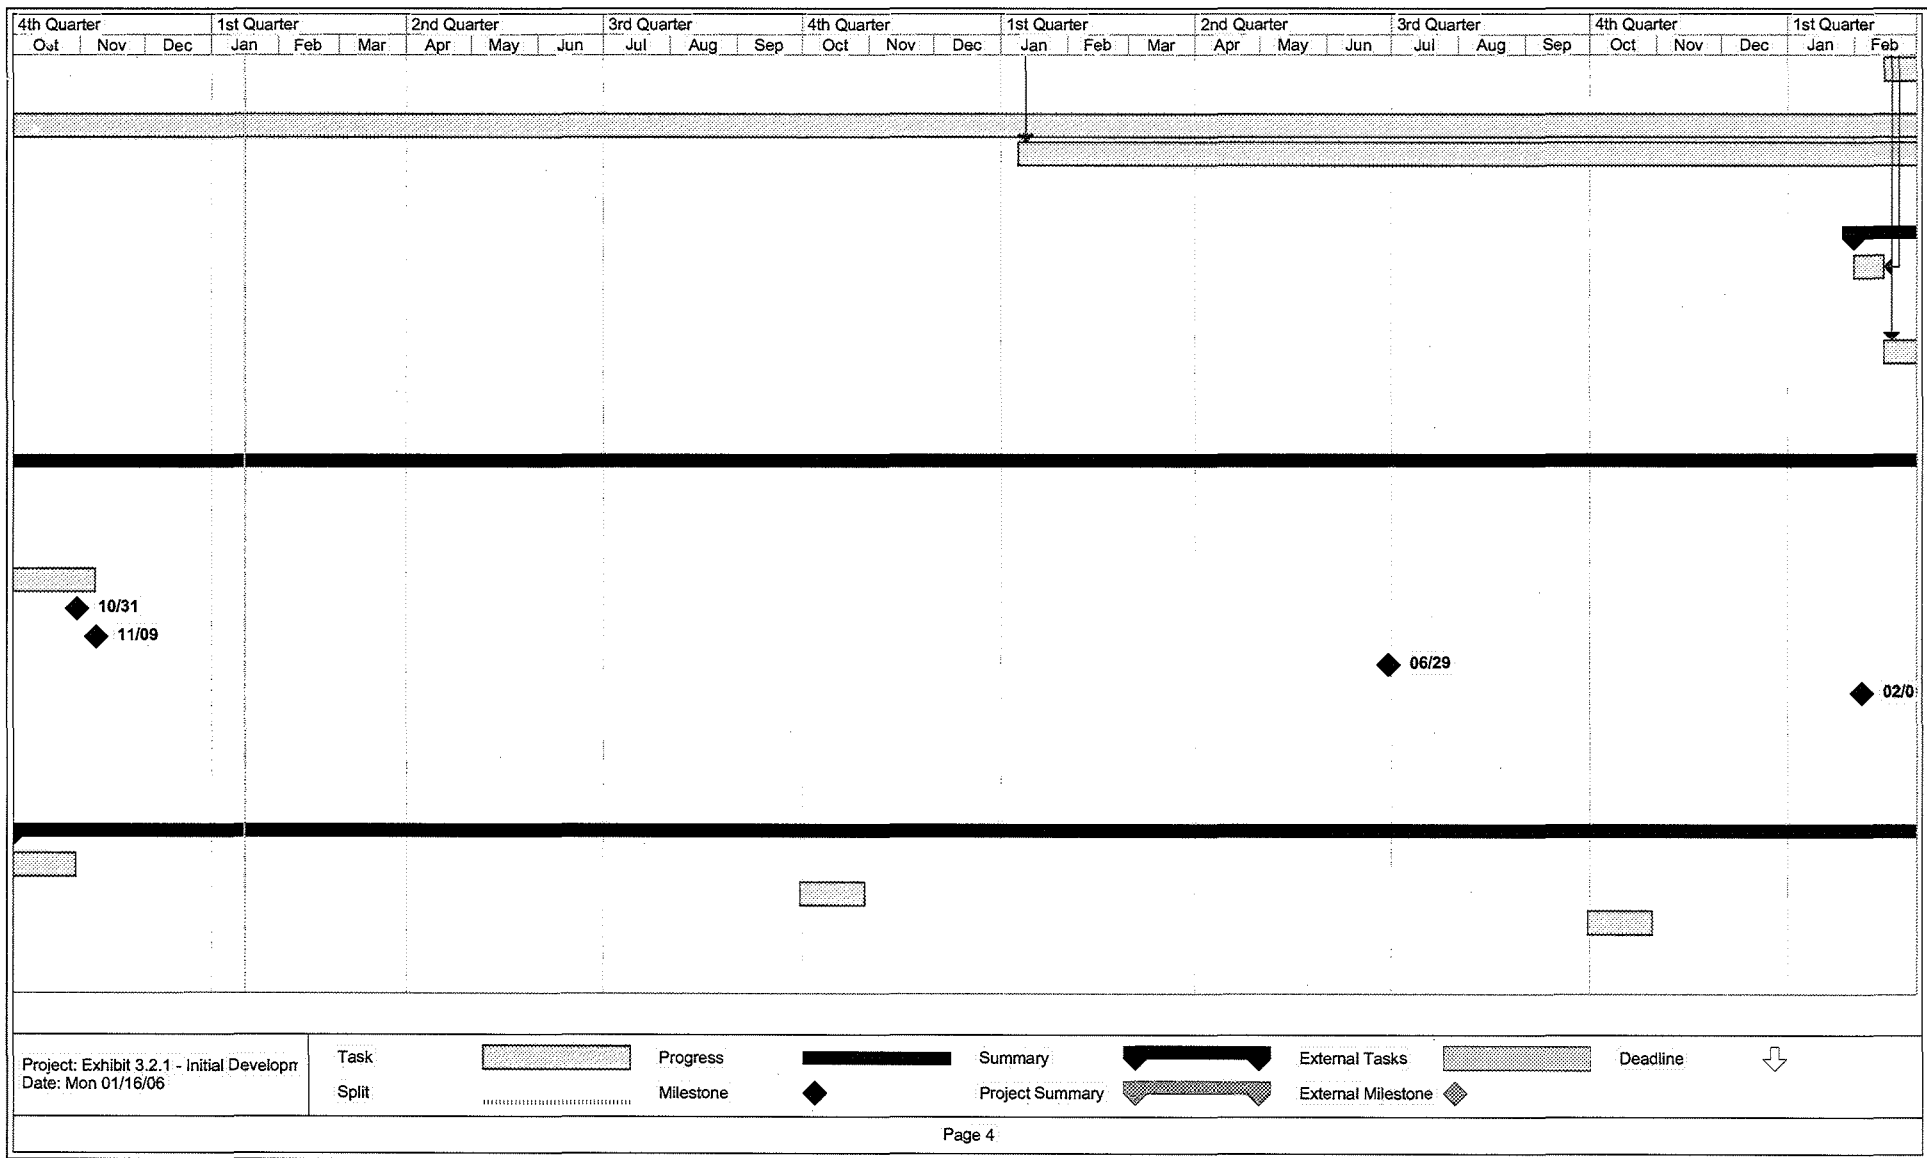 4th Quarter 1st Quarter 2nd Quarter 3rd Quarter 4th Quarter 1st Quarter 2nd Quarter 3rd Quarter 4th Quarter 1st Quarter
Oct Nov Dec Jan Feb Mar Apr May Jun Jul Aug Sep Oct Nov Dec Jan Feb Mar Apr May Jun Jul Aug Sep Oct Nov Dec Jan Feb
10/31
11/09
06/29
02/0
Project: Exhibit 3.2.1 - Initial Developm
Date: Mon 01/16/06
Task Progress Summary External Tasks Deadline
Split Milestone Project Summary External Milestone
Page 4